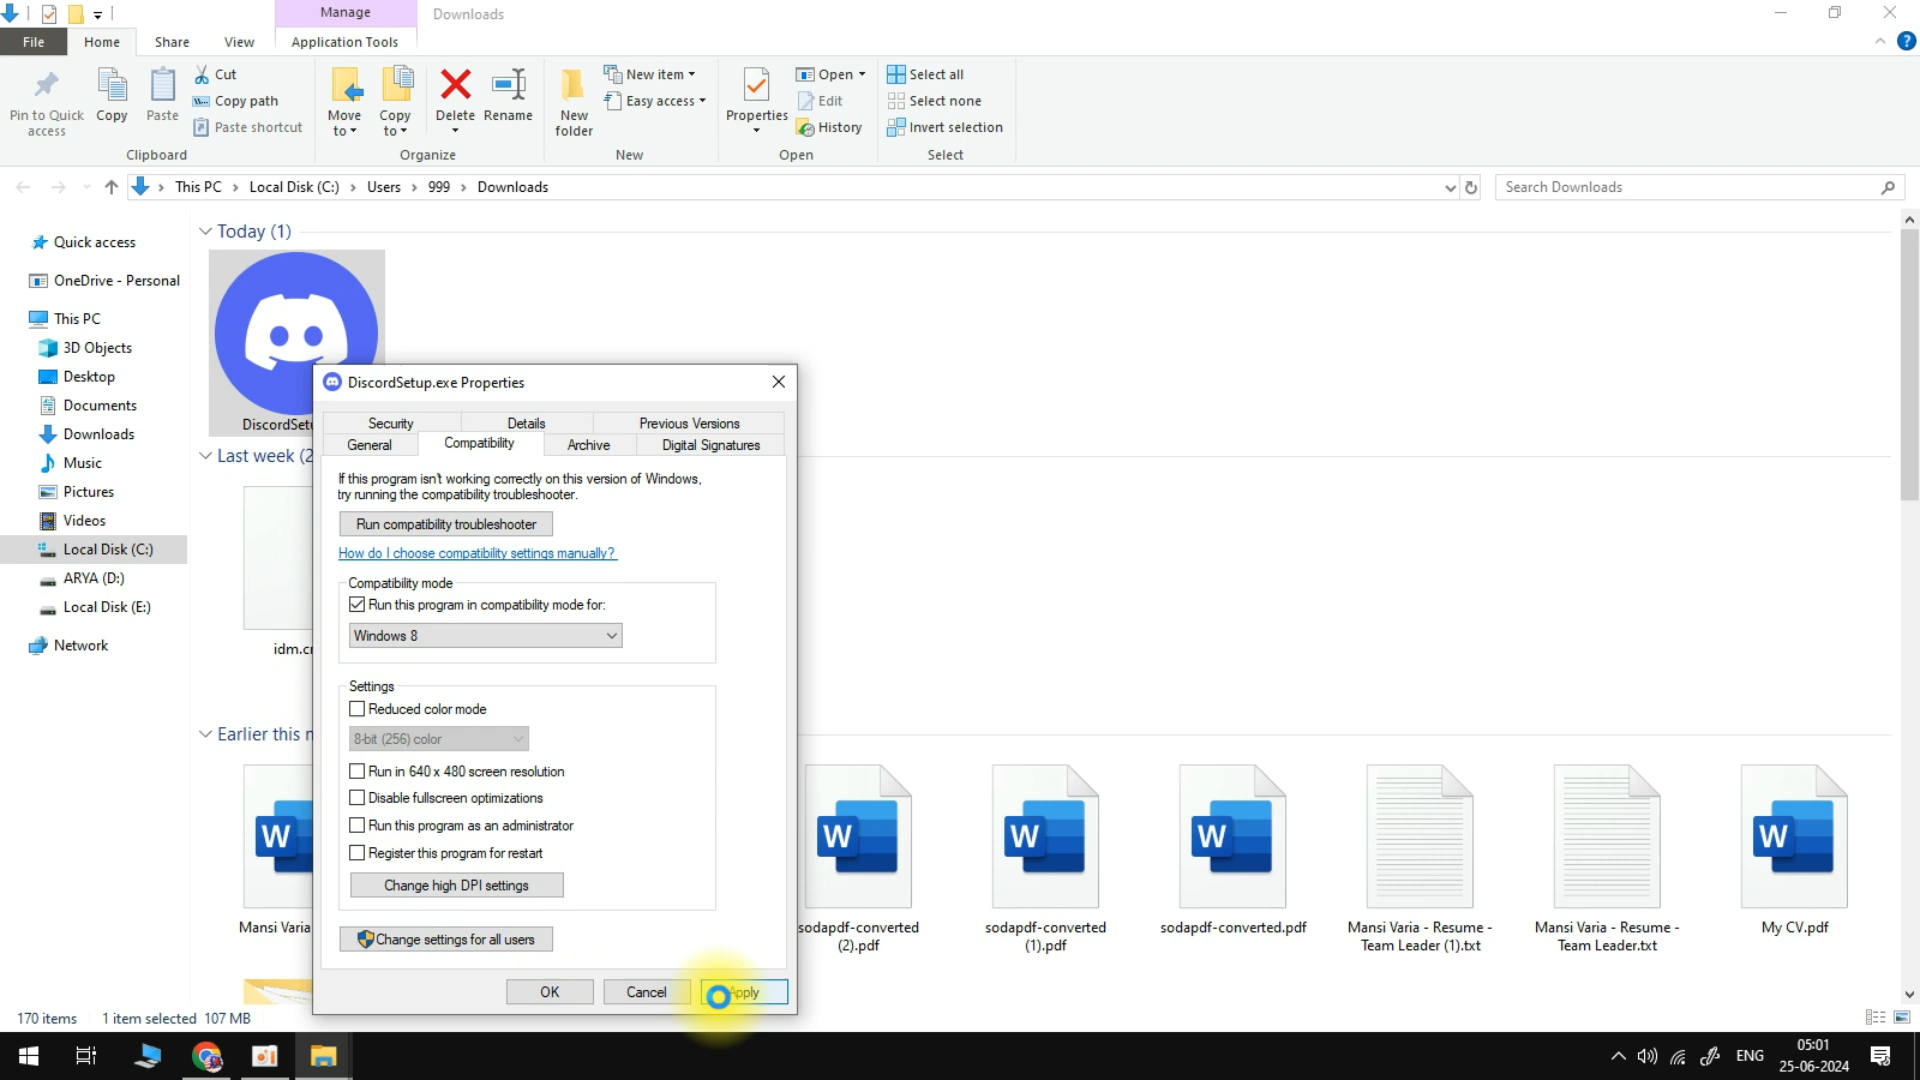 Manage
Downloads
File
Home
Share
View
Application Tools
Pin to Quick
access
Copy
Paste
Cut
Copy path
Paste shortcut
Clipboard
Move
to
Copy
to
Delete
Rename
Organize
New
folder
New item
Easy access
New
Properties
Open
Edit
History
Open
Select all
Select none
Invert selection
Select
This PC
Local Disk (C:)
Users
999
Downloads
Search Downloads
Quick access
OneDrive - Personal
This PC
3D Objects
Desktop
Documents
Downloads
Music
Pictures
Videos
Local Disk (C:)
ARYA (D:)
Local Disk (E:)
Network
Today (1)
Last week (2
Earlier this
idm.
Mansi Varia
DiscordSetup.exe Properties
Security
Details
Previous Versions
General
Compatibility
Archive
Digital Signatures
If this program isn't working correctly on this version of Windows,
try running the compatibility troubleshooter.
Run compatibility troubleshooter
How do I choose compatibility settings manually?
Compatibility mode
Run this program in compatibility mode for:
Windows 8
Settings
Reduced color mode
8-bit (256) color
Run in 640 x 480 screen resolution
Disable fullscreen optimizations
Run this program as an administrator
Register this program for restart
Change high DPI settings
Change settings for all users
OK
Cancel
Apply
sodapdf-converted
(2).pdf
sodapdf-converted
(1).pdf
sodapdf-converted.pdf
Mansi Varia - Resume -
Team Leader (1).txt
Mansi Varia - Resume -
Team Leader.txt
My CV.pdf
170 items
1 item selected 107 MB
ENG
05:01
25-06-2024